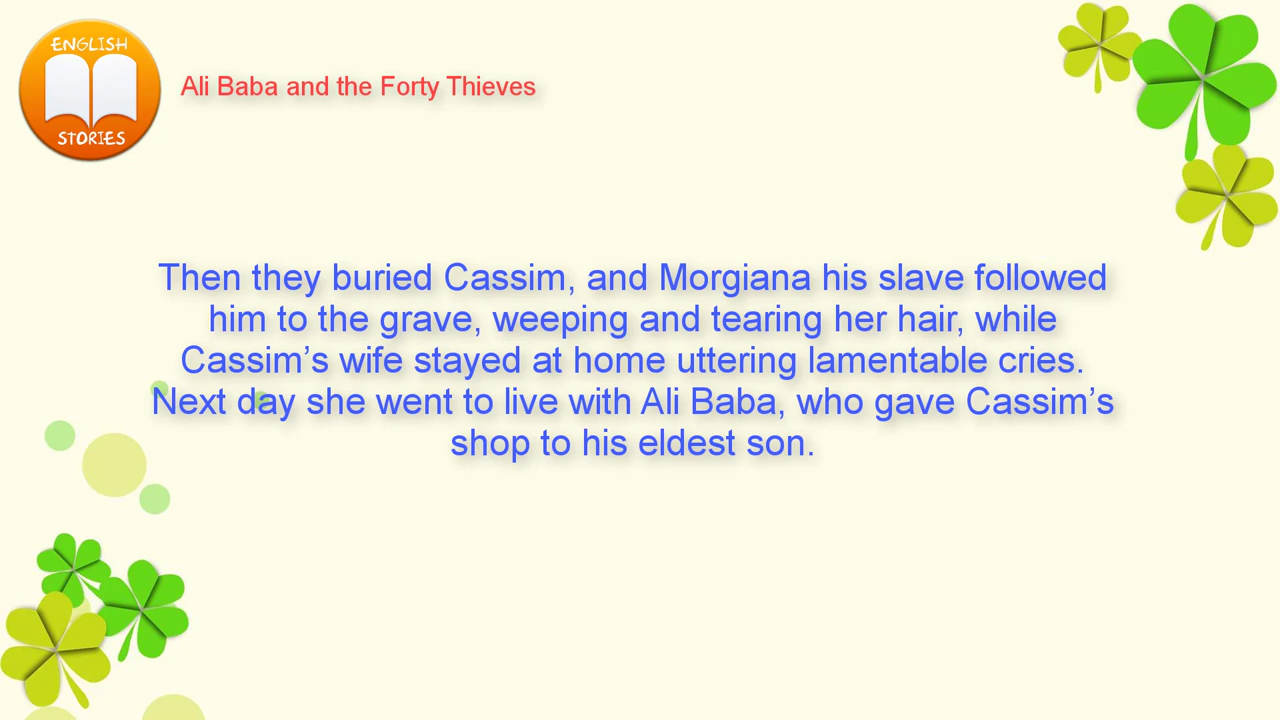 ENGLISH
STORIES
Ali Baba and the Forty Thieves
Then they buried Cassim, and Morgiana his slave followed
him to the grave, weeping and tearing her hair, while
Cassim’s wife stayed at home uttering lamentable cries.
Next day she went to live with Ali Baba, who gave Cassim’s
shop to his eldest son.